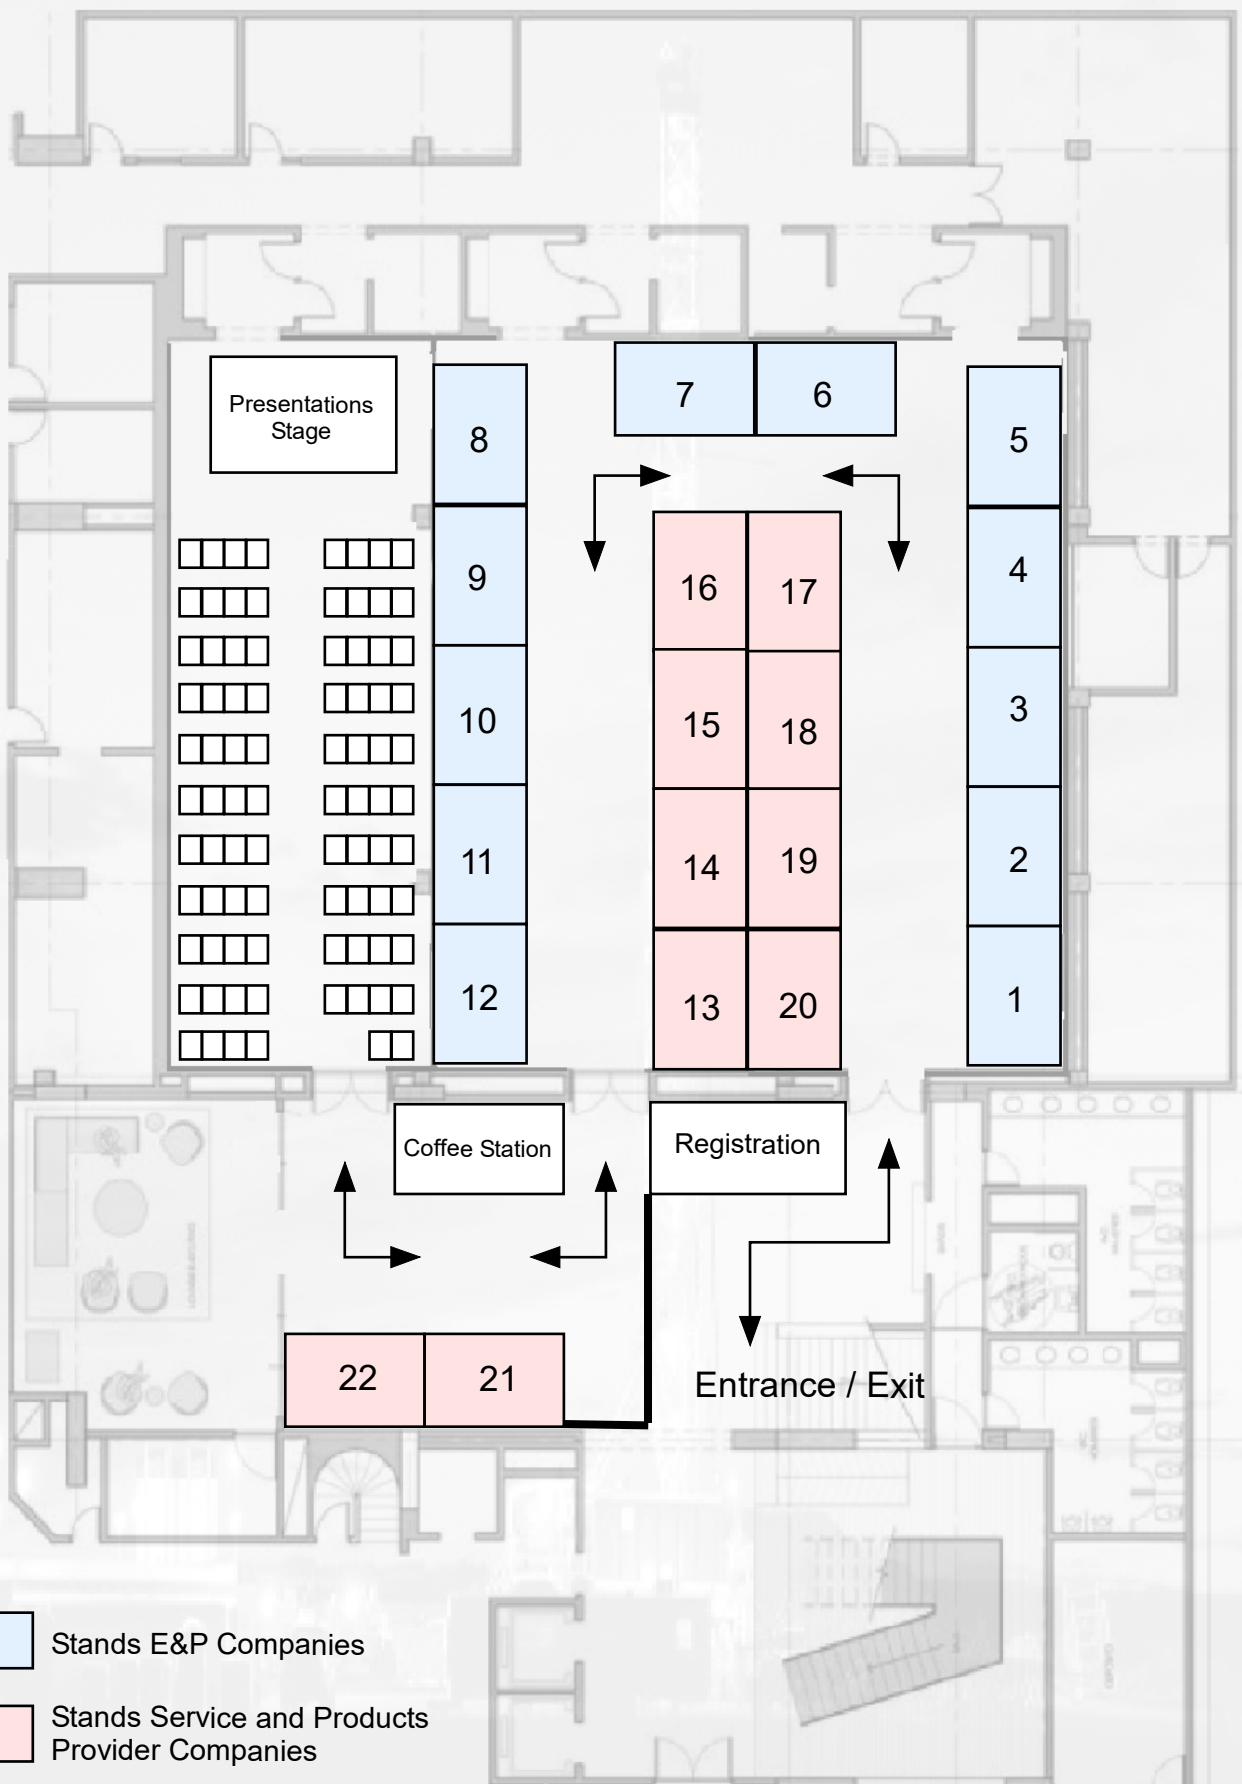 Presentations
Stage
8
7
6
5
9
16
17
4
10
15
18
3
11
14
19
2
12
13
20
1
Coffee Station
Registration
22
21
Entrance / Exit
Stands E&P Companies
Stands Service and Products
Provider Companies